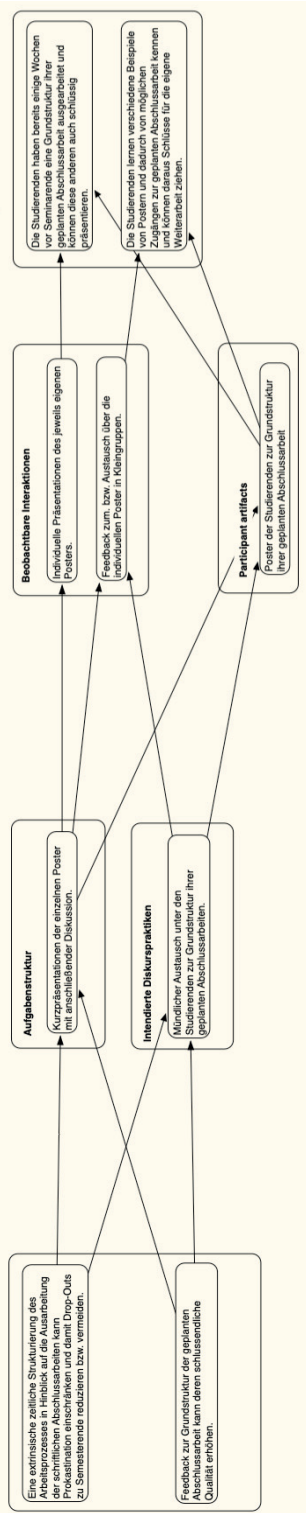 Eine extrinsische zeitliche Strukturierung des
Arbeitsprozesses in Hinblick auf die Ausarbeitung
der schriftlichen Abschlussarbeiten kann
Prokastination einschränken und damit Drop-Outs
zu Semesterende reduzieren bzw. vermeiden.
Feedback zur Grundstruktur der geplanten
Abschlussarbeit kann deren schlussendliche
Qualität erhöhen.
Aufgabenstruktur
Kurzpräsentationen der einzelnen Poster
mit anschließender Diskussion.
Intendierte Diskurspraktiken
Mündlicher Austausch unter den
Studierenden zur Grundstruktur ihrer
geplanten Abschlussarbeiten.
Beobachtbare Interaktionen
Individuelle Präsentationen des jeweils eigenen
Posters.
Feedback zum. bzw. Austausch über die
individuellen Poster in Kleingruppen.
Participant artifacts
Poster der Studierenden zur Grundstruktur
ihrer geplanten Abschlussarbeit
Die Studierenden haben bereits einige Wochen
vor Seminarende eine Grundstruktur ihrer
geplanten Abschlussarbeit ausgearbeitet und
können diese anderen auch schlüssig
präsentieren.
Die Studierenden lernen verschiedene Beispiele
von Postern und dadurch von möglichen
Zugängen zur geplanten Abschlussarbeit kennen
und können daraus Schlüsse für die eigene
Weiterarbeit ziehen.